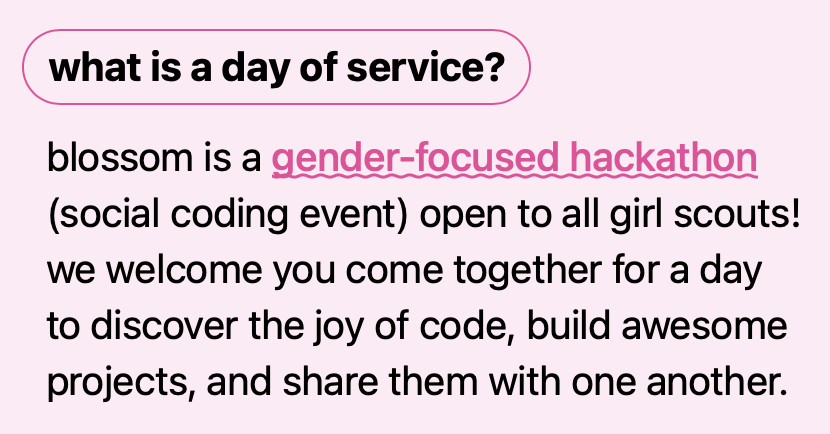 what is a day of service?
blossom is a gender-focused hackathon
(social coding event) open to all girl scouts!
we welcome you come together for a day
to discover the joy of code, build awesome
projects, and share them with one another.